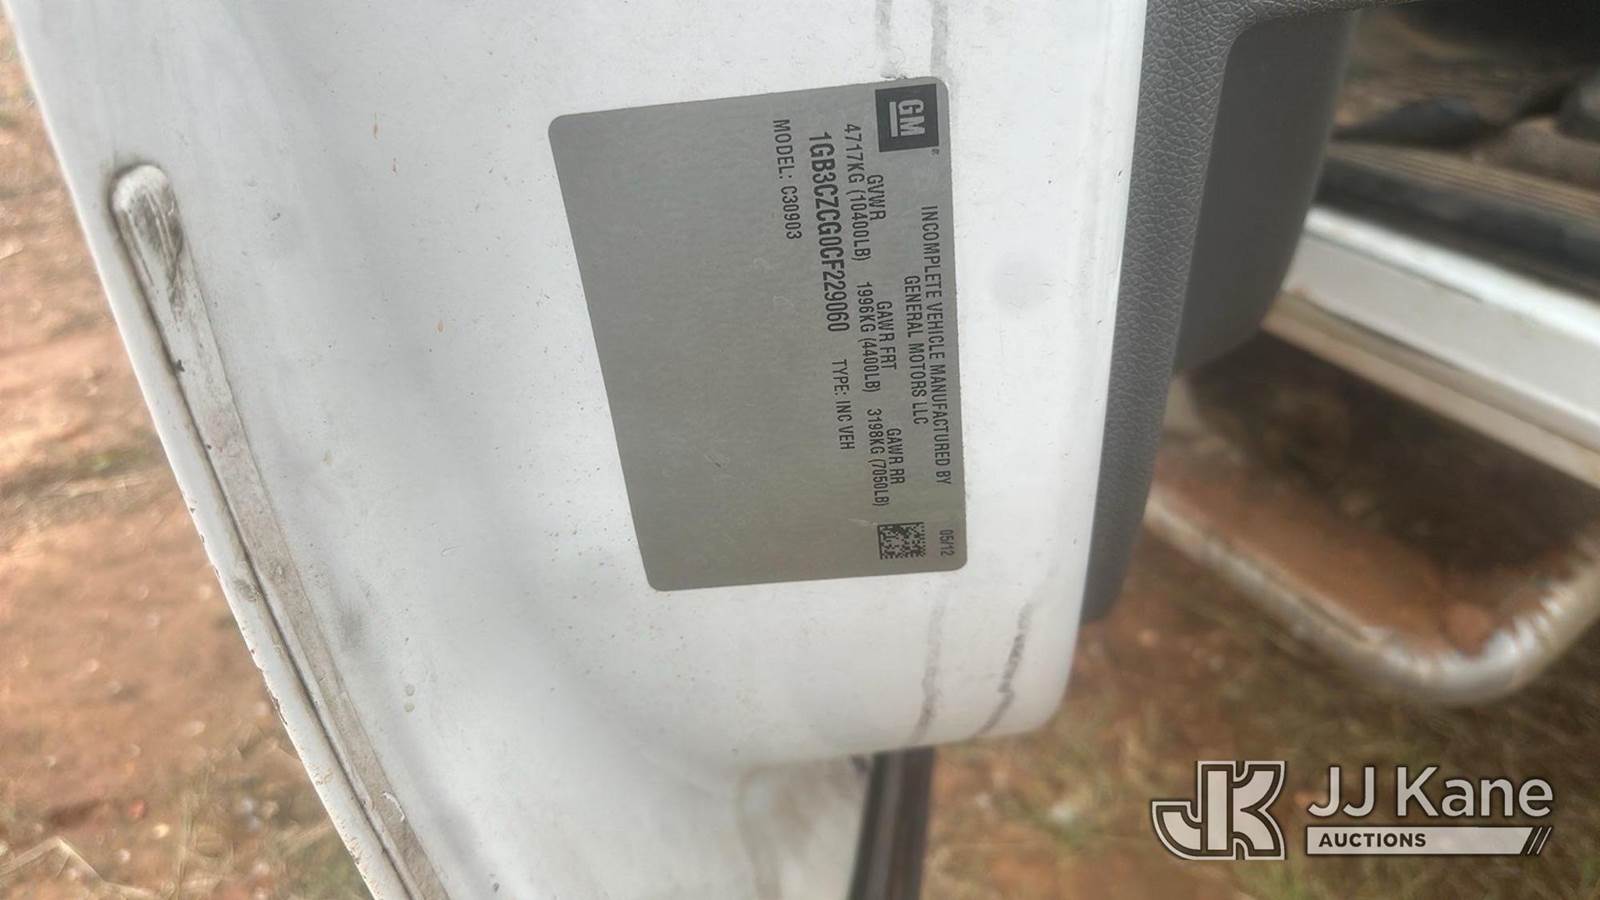 GM
INCOMPLETE VEHICLE MANUFACTURED BY
GENERAL MOTORS LLC
05/12
GVWR GAWR FRT GAWR RR
4717KG (10400LB) 1996KG (4400LB) 3198KG (7050LB)
1GB3CZCG0CF229060 TYPE: INC VEH
MODEL: C30903
JK JJ Kane
AUCTIONS